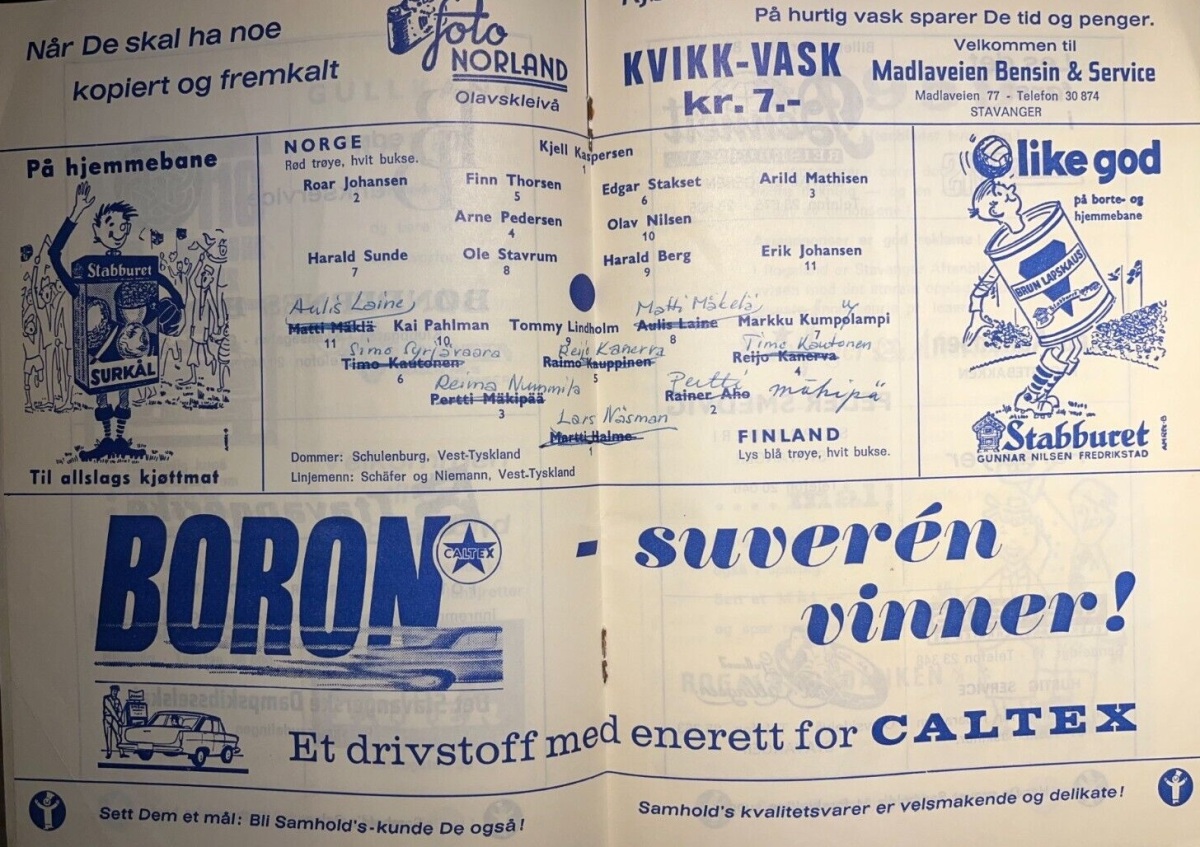 Når De skal ha noe
kopiert og fremkalt
foto
NORLAND
Olavskleivå
På hurtig vask sparer De tid og penger.
KVIKK-VASK
kr. 7.-
Velkommen til
Madlaveien Bensin & Service
Madlaveien 77 - Telefon 30 874
STAVANGER
På hjemmebane
Stabburet
SURKÅL
Til allslags kjøttmat
NORGE
Rød trøye, hvit bukse.
Kjell Kaspersen
1
Roar Johansen
2
Finn Thorsen
5
Edgar Stakset
6
Arild Mathisen
3
Arne Pedersen
4
Olav Nilsen
10
Harald Sunde
7
Ole Stavrum
8
Harald Berg
9
Erik Johansen
11
Aulis Laine
Matti Mäklä
11
Kai Pahlman
10
Tommy Lindholm
9
Matti Mäkelä
Aulis Laine
8
y
Markku Kumpolampi
7
Simo Syrjävaara
Timo Kautonen
6
Reijo Kanerva
Raimo Kauppinen
5
Timo Kautonen
Reijo Kanerva
4
Reima Nummila
Pertti Mäkipää
3
Pertti mäkipä
Rainer Aho
2
Lars Näsman
Martti Halme
1
FINLAND
Lys blå trøye, hvit bukse.
Dommer: Schulenburg, Vest-Tyskland
Linjemenn: Schäfer og Niemann, Vest-Tyskland
like god
på borte- og
hjemmebane
BRUN LAPSKAUS
Stabburet
Stabburet
GUNNAR NILSEN FREDRIKSTAD
BORON
CALTEX
- suverén
vinner!
Et drivstoff med enerett for CALTEX
Sett Dem et mål: Bli Samhold's-kunde De også!
Samhold's kvalitetsvarer er velsmakende og delikate!